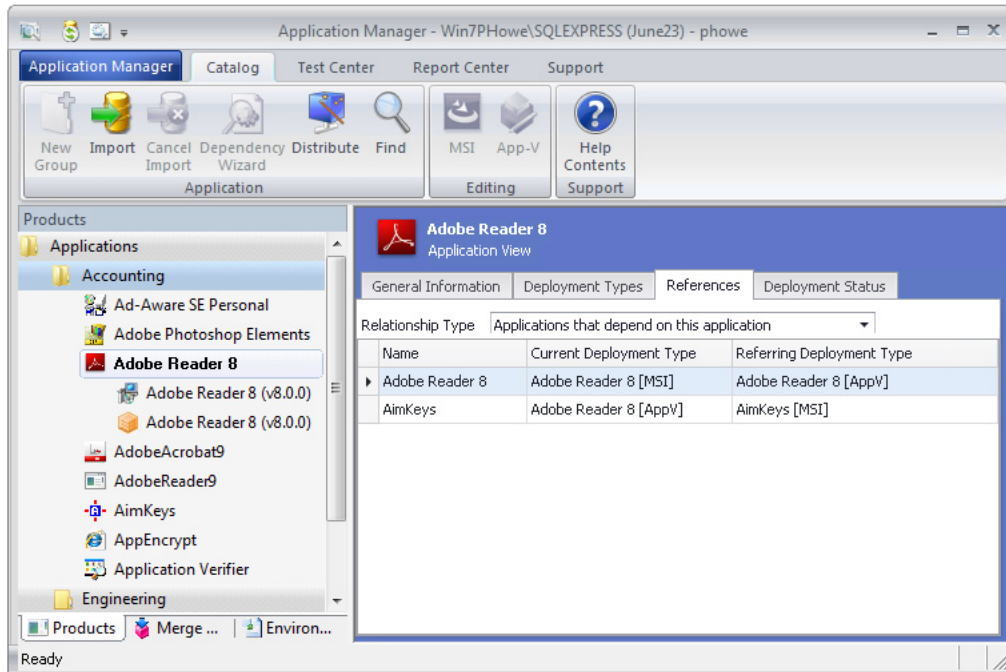 Application Manager - Win7PHowe\SQLEXPRESS (June23) - phowe
Application Manager Catalog Test Center Report Center Support
New Group Import Cancel Import Dependency Wizard Distribute Find MSI App-V Help Contents
Application Editing Support
Products
Applications
Accounting
Ad-Aware SE Personal
Adobe Photoshop Elements
Adobe Reader 8
Adobe Reader 8 (v8.0.0)
Adobe Reader 8 (v8.0.0)
AdobeAcrobat9
AdobeReader9
AimKeys
AppEncrypt
Application Verifier
Engineering
Products Merge ... Environ...
Adobe Reader 8
Application View
General Information Deployment Types References Deployment Status
Relationship Type Applications that depend on this application
Name Current Deployment Type Referring Deployment Type
Adobe Reader 8 Adobe Reader 8 [MSI] Adobe Reader 8 [AppV]
AimKeys Adobe Reader 8 [AppV] AimKeys [MSI]
Ready